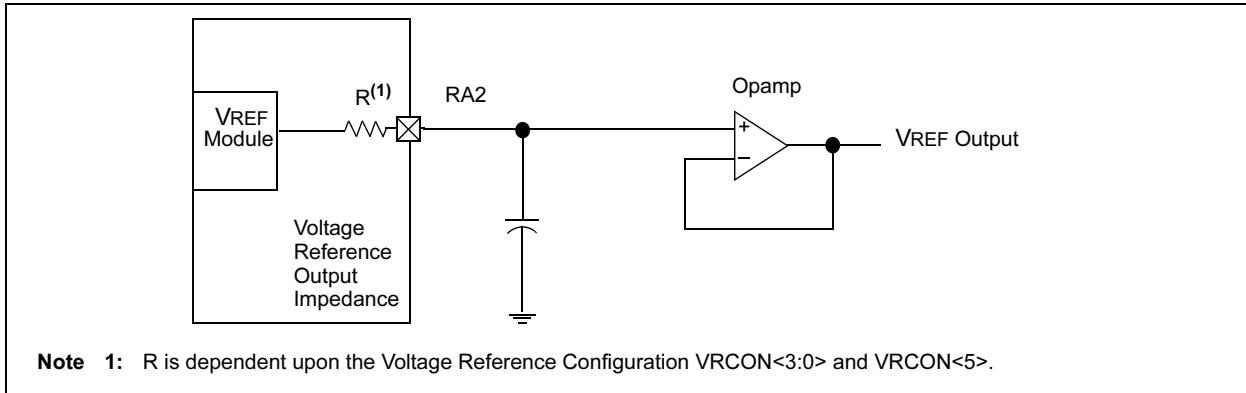 R(1)
RA2
Opamp
VREF
Module
+
−
VREF Output
Voltage
Reference
Output
Impedance
Note 1: R is dependent upon the Voltage Reference Configuration VRCON<3:0> and VRCON<5>.